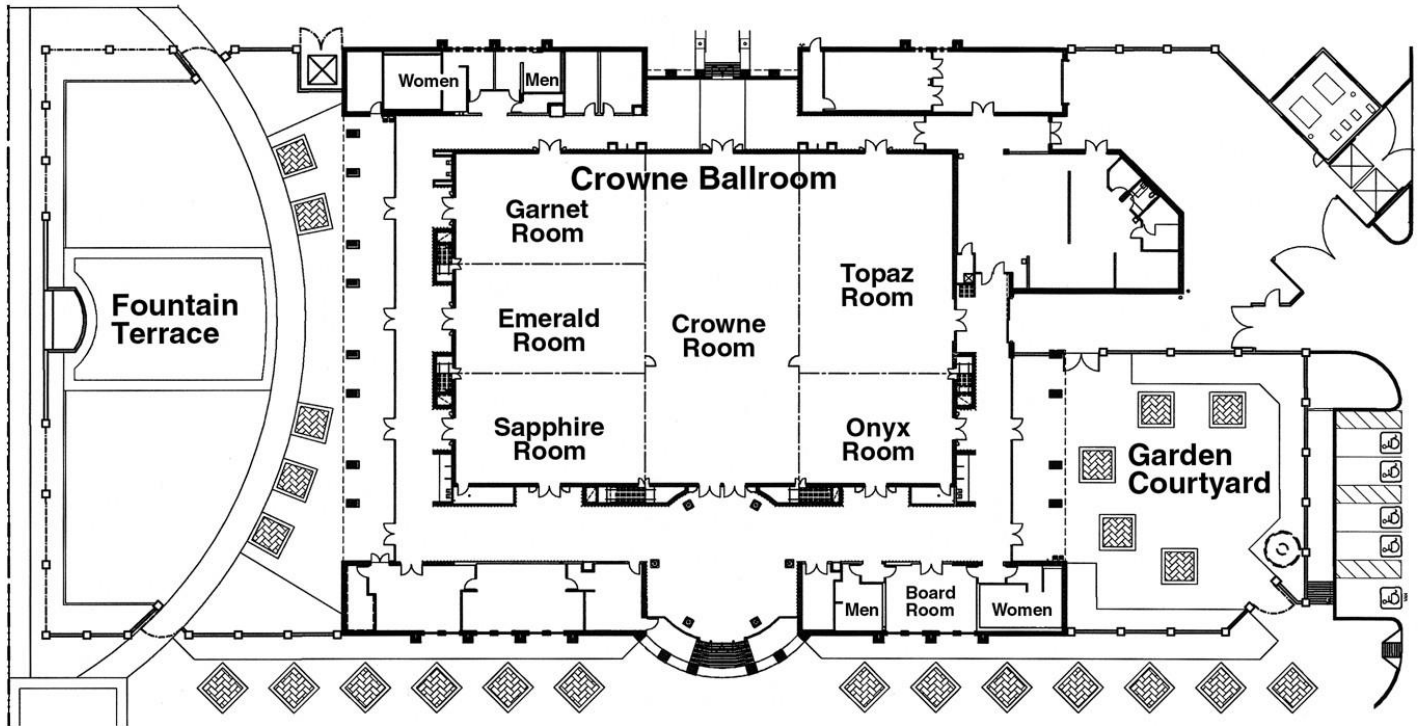 Women
Men
Crowne Ballroom
Garnet
Room
Topaz
Room
Fountain
Terrace
Emerald
Room
Crowne
Room
Sapphire
Room
Onyx
Room
Garden
Courtyard
Men
Board
Room
Women